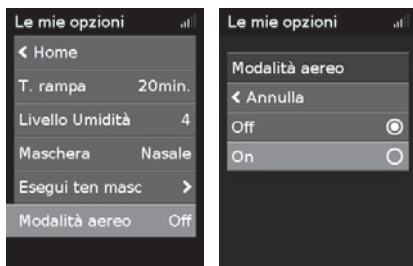 Le mie opzioni
< Home
T. rampa 20min.
Livello Umidità 4
Maschera Nasale
Esegui ten masc >
Modalità aereo Off
Le mie opzioni
Modalità aereo
< Annulla
Off
On